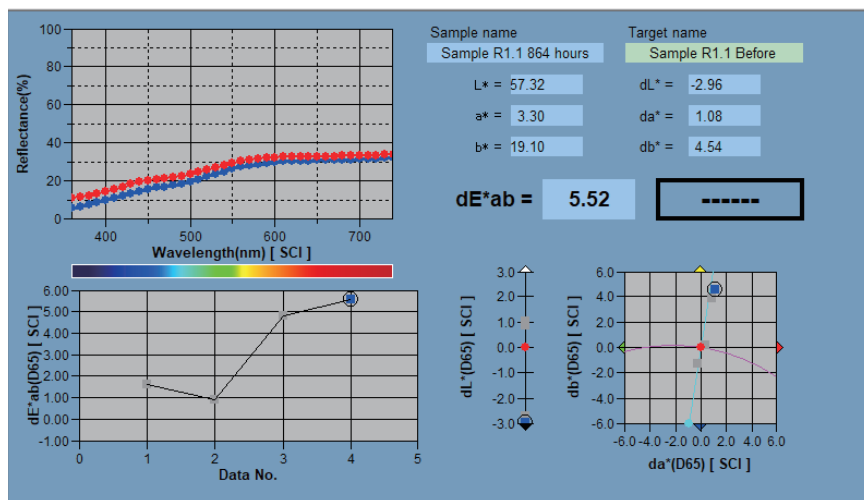 Sample name
Target name
Sample R1.1 864 hours
Sample R1.1 Before
L* = 57.32
dL* = -2.96
a* = 3.30
da* = 1.08
b* = 19.10
db* = 4.54
dE*ab = 5.52
------
Reflectance(%)
100
80
60
40
20
0
400 500 600 700
Wavelength(nm) [ SCI ]
dE*ab(D65) [ SCI ]
6.00
5.00
4.00
3.00
2.00
1.00
0.00
-1.00
0 1 2 3 4 5
Data No.
dL*(D65) [ SCI ]
3.0
2.0
1.0
0.0
-1.0
-2.0
-3.0
db*(D65) [ SCI ]
6.0
4.0
2.0
0.0
-2.0
-4.0
-6.0
-6.0 -4.0 -2.0 0.0 2.0 4.0 6.0
da*(D65) [ SCI ]